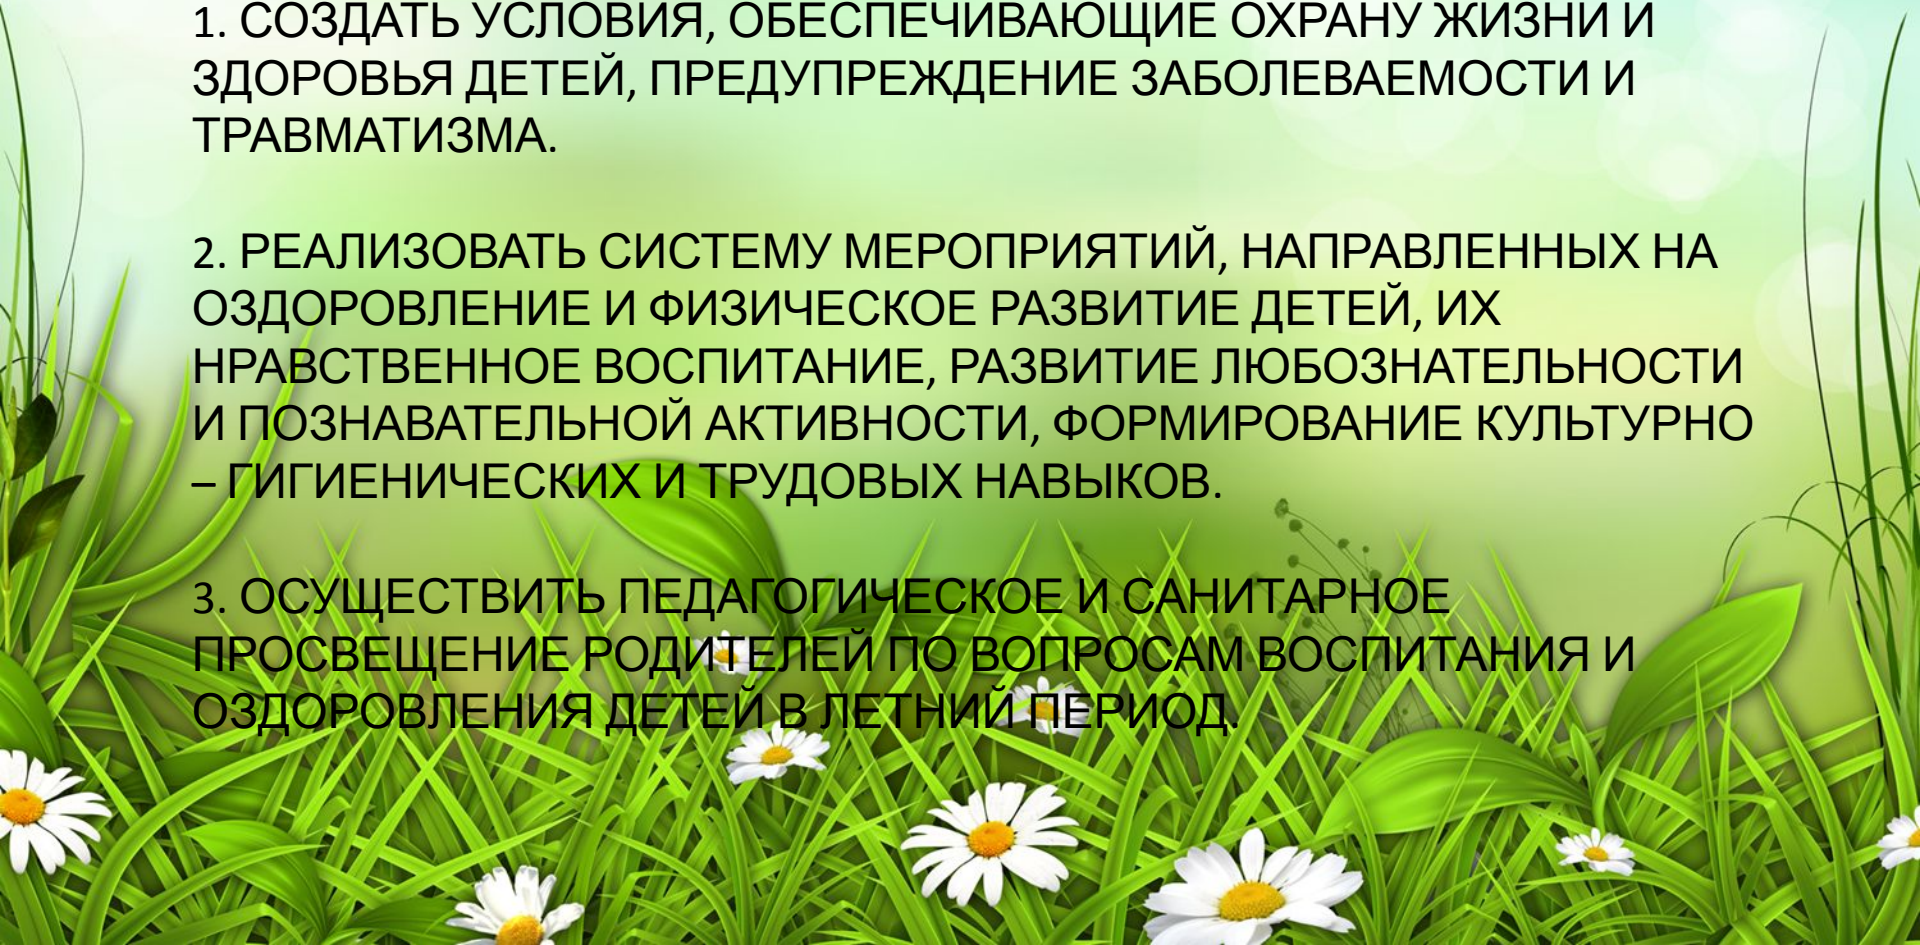 1. СОЗДАТЬ УСЛОВИЯ, ОБЕСПЕЧИВАЮЩИЕ ОХРАНУ ЖИЗНИ И
ЗДОРОВЬЯ ДЕТЕЙ, ПРЕДУПРЕЖДЕНИЕ ЗАБОЛЕВАЕМОСТИ И
ТРАВМАТИЗМА.
2. РЕАЛИЗОВАТЬ СИСТЕМУ МЕРОПРИЯТИЙ, НАПРАВЛЕННЫХ НА
ОЗДОРОВЛЕНИЕ И ФИЗИЧЕСКОЕ РАЗВИТИЕ ДЕТЕЙ, ИХ
НРАВСТВЕННОЕ ВОСПИТАНИЕ, РАЗВИТИЕ ЛЮБОЗНАТЕЛЬНОСТИ
И ПОЗНАВАТЕЛЬНОЙ АКТИВНОСТИ, ФОРМИРОВАНИЕ КУЛЬТУРНО
– ГИГИЕНИЧЕСКИХ И ТРУДОВЫХ НАВЫКОВ.
3. ОСУЩЕСТВИТЬ ПЕДАГОГИЧЕСКОЕ И САНИТАРНОЕ
ПРОСВЕЩЕНИЕ РОДИТЕЛЕЙ ПО ВОПРОСАМ ВОСПИТАНИЯ И
ОЗДОРОВЛЕНИЯ ДЕТЕЙ В ЛЕТНИЙ ПЕРИОД.